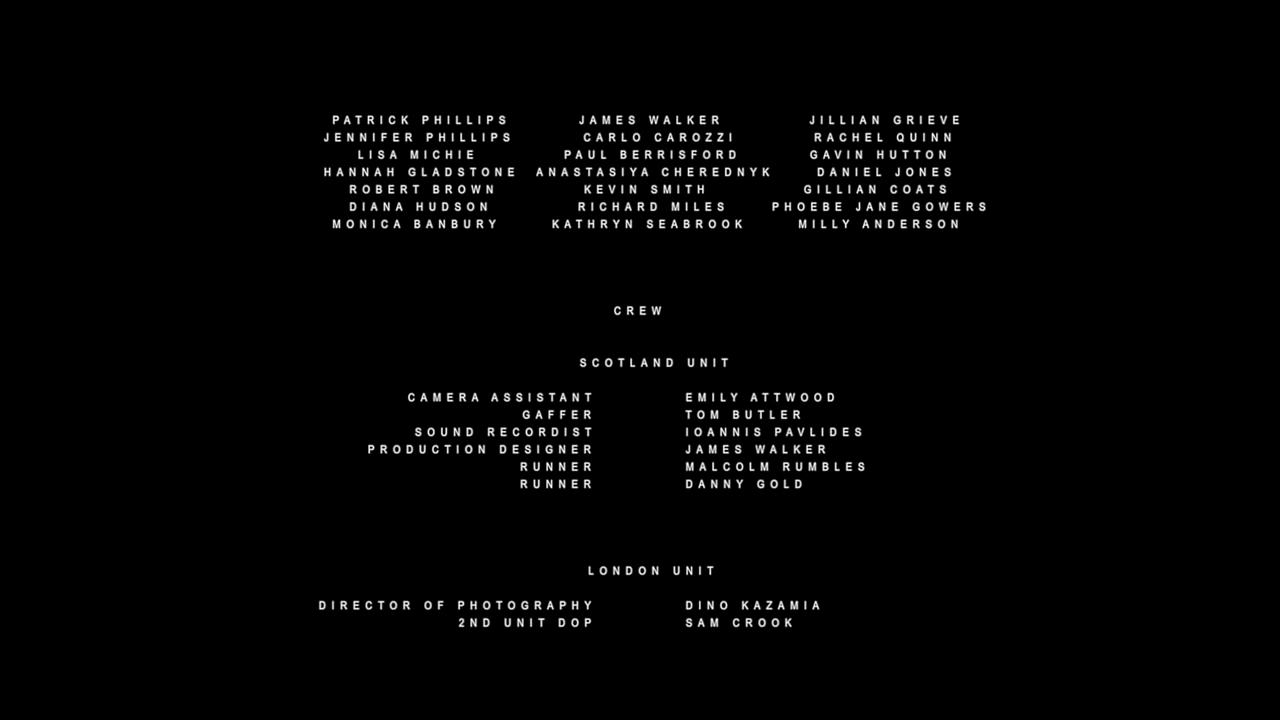 PATRICK PHILLIPS JAMES WALKER JILLIAN GRIEVE
JENNIFER PHILLIPS CARLO CAROZZI RACHEL QUINN
LISA MICHIE PAUL BERRISFORD GAVIN HUTTON
HANNAH GLADSTONE ANASTASIYA CHEREDNYK DANIEL JONES
ROBERT BROWN KEVIN SMITH GILLIAN COATS
DIANA HUDSON RICHARD MILES PHOEBE JANE GOWERS
MONICA BANBURY KATHRYN SEABROOK MILLY ANDERSON
CREW
SCOTLAND UNIT
CAMERA ASSISTANT EMILY ATTWOOD
GAFFER TOM BUTLER
SOUND RECORDIST IOANNIS PAVLIDES
PRODUCTION DESIGNER JAMES WALKER
RUNNER MALCOLM RUMBLES
RUNNER DANNY GOLD
LONDON UNIT
DIRECTOR OF PHOTOGRAPHY DINO KAZAMIA
2ND UNIT DOP SAM CROOK